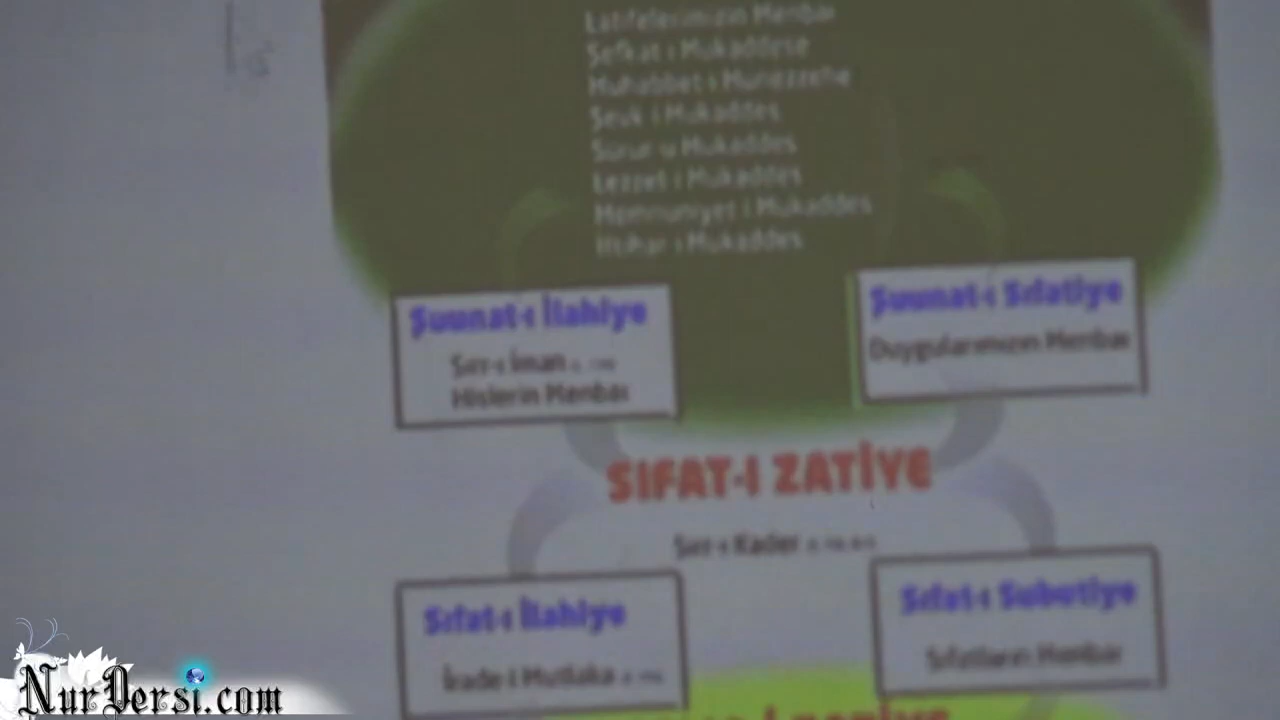 Latifelerimizin Menbaı
Şefkat-i Mukaddese
Muhabbet-i Münezzehe
Şevk-i Mukaddes
Sürur-u Mukaddes
Lezzet-i Mukaddes
Memnuniyet-i Mukaddes
İftihar-ı Mukaddes
Şuunat-ı İlahiye
Sırr-ı İman
Hislerin Menbaı
Şuunat-ı Sıfatiye
Duygularımızın Menbaı
SIFAT-I ZATİYE
Sırr-ı Kader
Sıfat-ı İlahiye
İrade-i Mutlaka
Sıfat-ı Subutiye
Sıfatların Menbaı
NurDersi.com